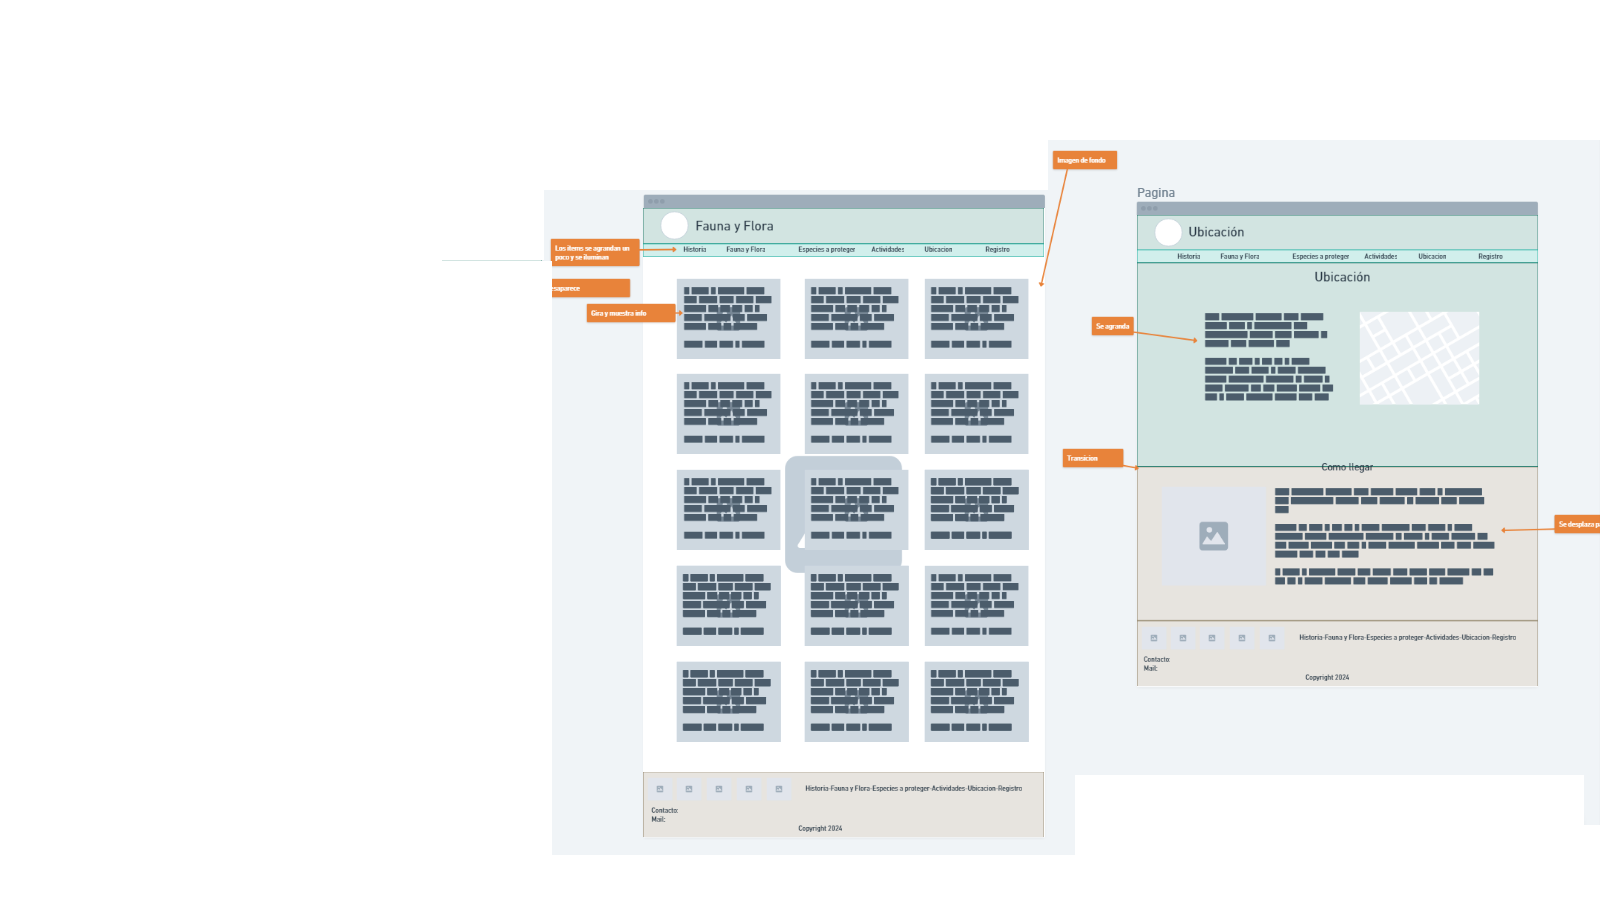 Imagen de fondo
Fauna y Flora
Historia Fauna y Flora Especies a proteger Actividades Ubicacion Registro
Los items se agrandan un
poco y se iluminan
esaparece
Gira y muestra info
Historia-Fauna y Flora-Especies a proteger-Actividades-Ubicacion-Registro
Contacto:
Mail:
Copyright 2024
Pagina
Ubicación
Historia Fauna y Flora Especies a proteger Actividades Ubicacion Registro
Ubicación
Se agranda
Transicion
Como llegar
Se desplaza pa
Historia-Fauna y Flora-Especies a proteger-Actividades-Ubicacion-Registro
Contacto:
Mail:
Copyright 2024